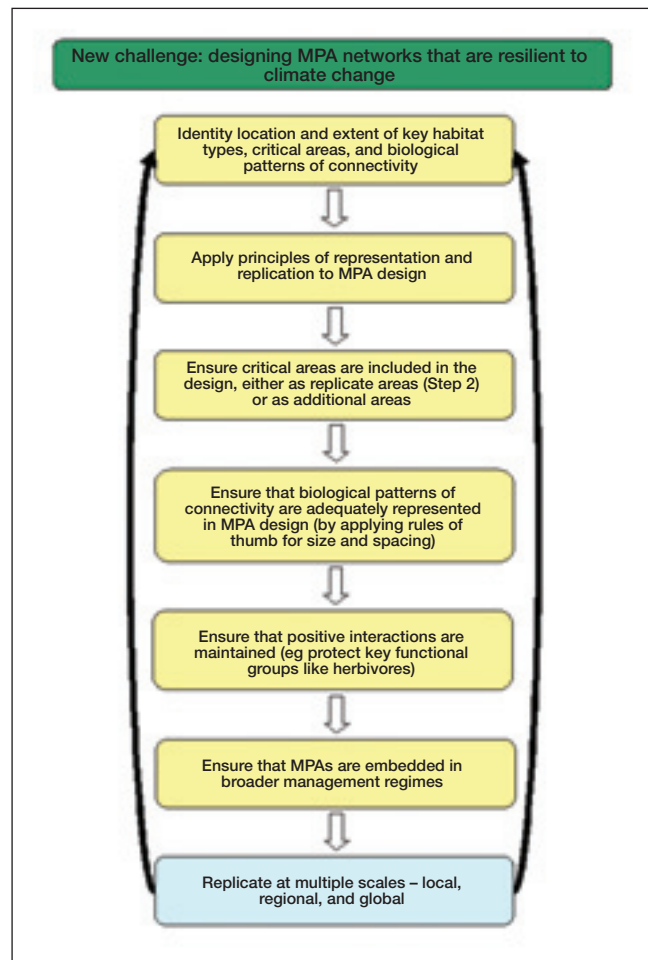 New challenge: designing MPA networks that are resilient to
climate change
Identity location and extent of key habitat
types, critical areas, and biological
patterns of connectivity
Apply principles of representation and
replication to MPA design
Ensure critical areas are included in the
design, either as replicate areas (Step 2)
or as additional areas
Ensure that biological patterns of
connectivity are adequately represented
in MPA design (by applying rules of
thumb for size and spacing)
Ensure that positive interactions are
maintained (eg protect key functional
groups like herbivores)
Ensure that MPAs are embedded in
broader management regimes
Replicate at multiple scales – local,
regional, and global